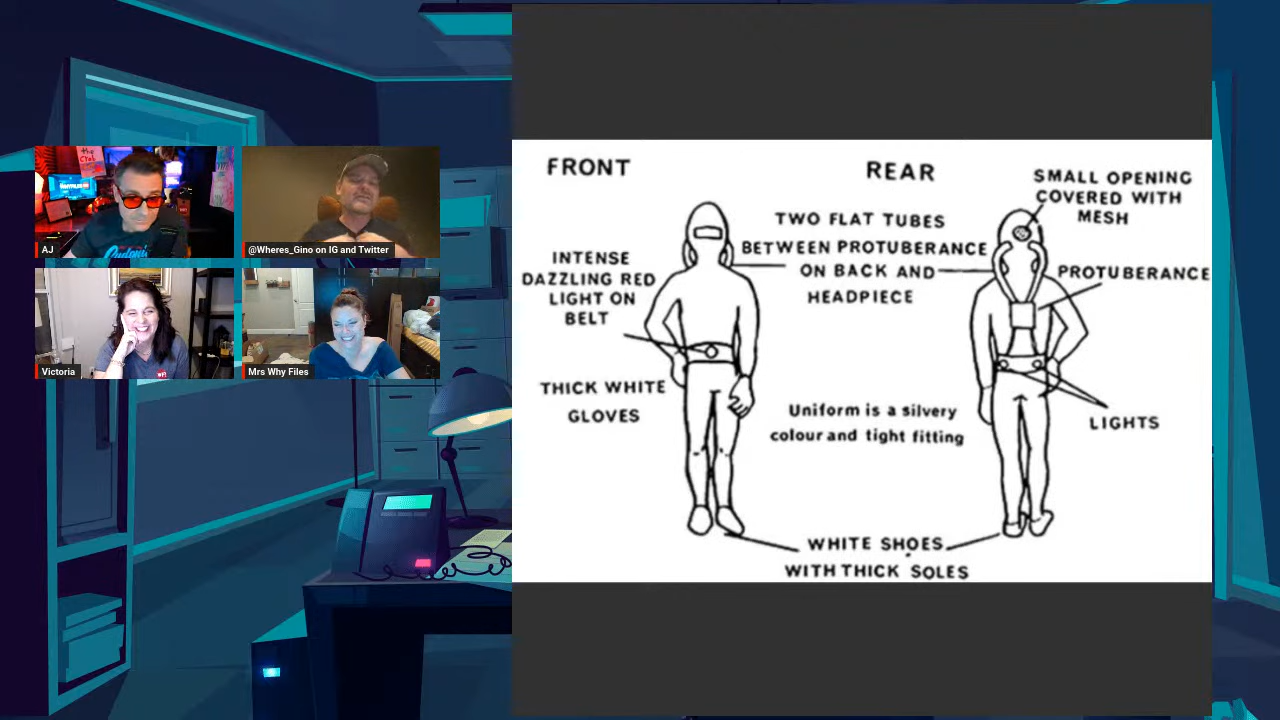 AJ
@Wheres_Gino on IG and Twitter
Victoria
Mrs Why Files
FRONT
REAR
SMALL OPENING
COVERED WITH
MESH
TWO FLAT TUBES
BETWEEN PROTUBERANCE
ON BACK AND
HEADPIECE
INTENSE
DAZZLING RED
LIGHT ON
BELT
PROTUBERANCE
THICK WHITE
GLOVES
Uniform is a silvery
colour and tight fitting
LIGHTS
WHITE SHOES
WITH THICK SOLES